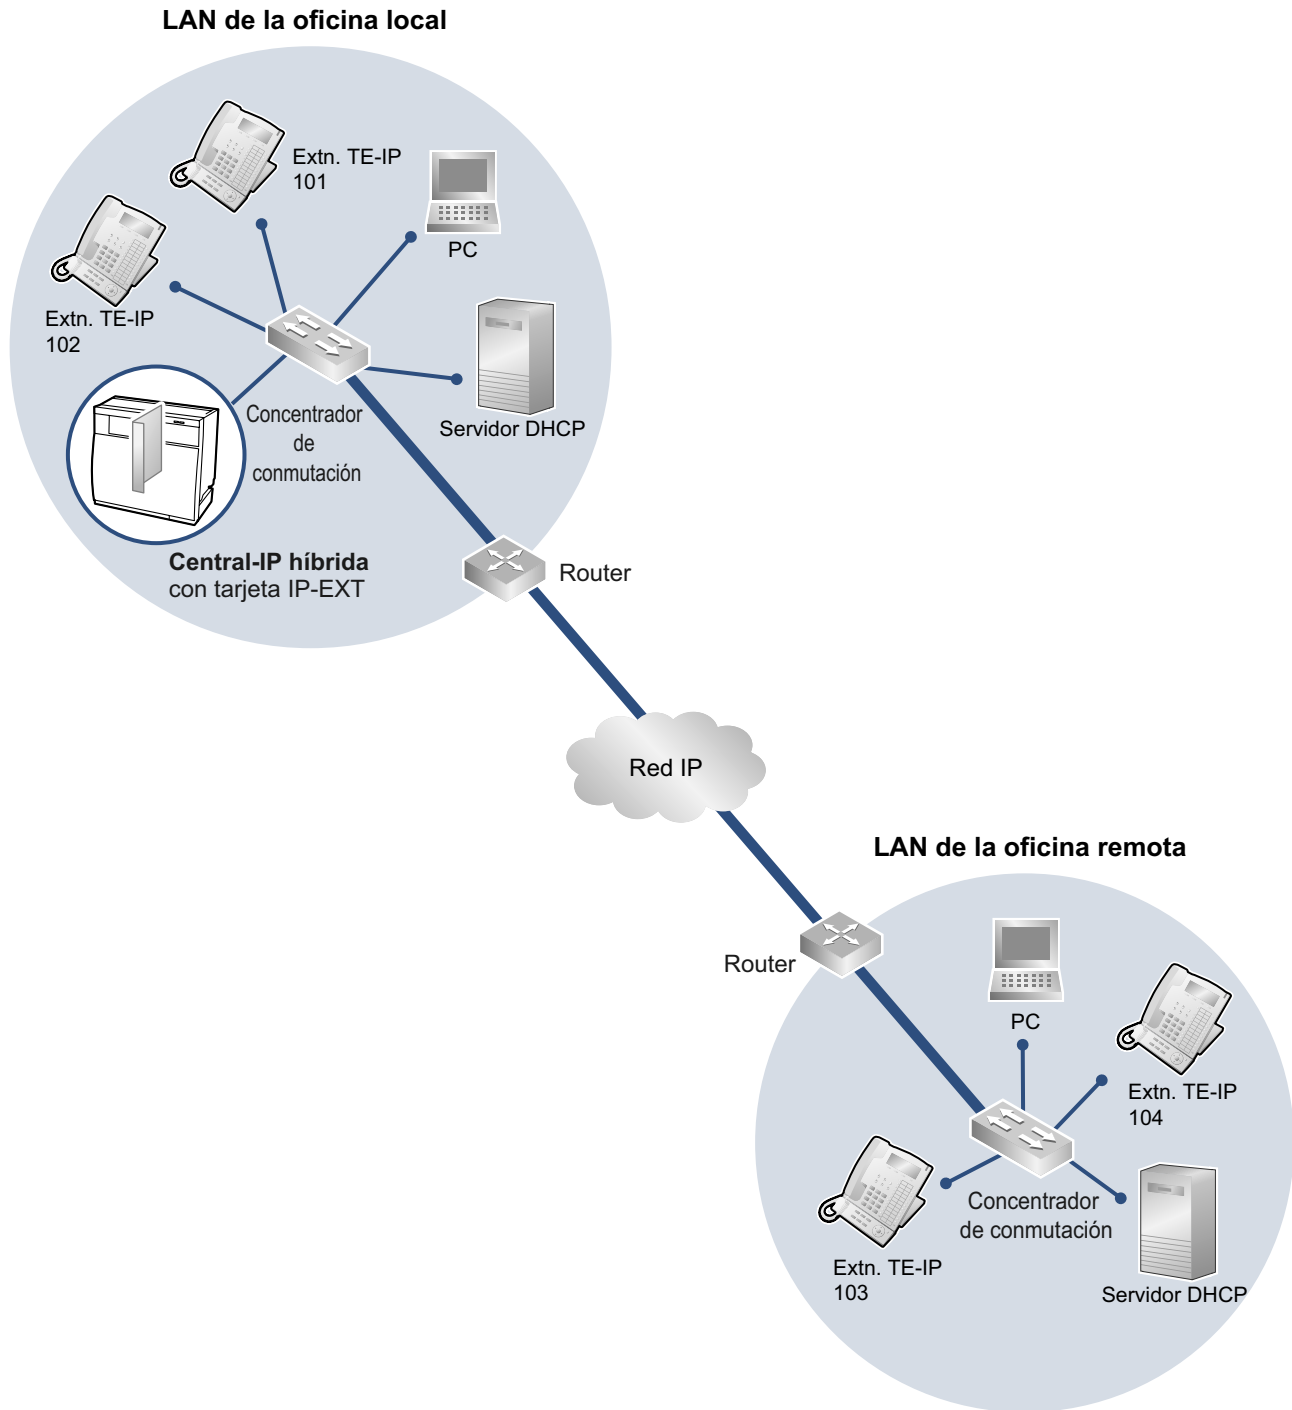 LAN de la oficina local
Extn. TE-IP
101
PC
Extn. TE-IP
102
Concentrador
de
conmutación
Servidor DHCP
Central-IP híbrida
con tarjeta IP-EXT
Router
Red IP
LAN de la oficina remota
Router
PC
Extn. TE-IP
104
Concentrador
de conmutación
Extn. TE-IP
103
Servidor DHCP